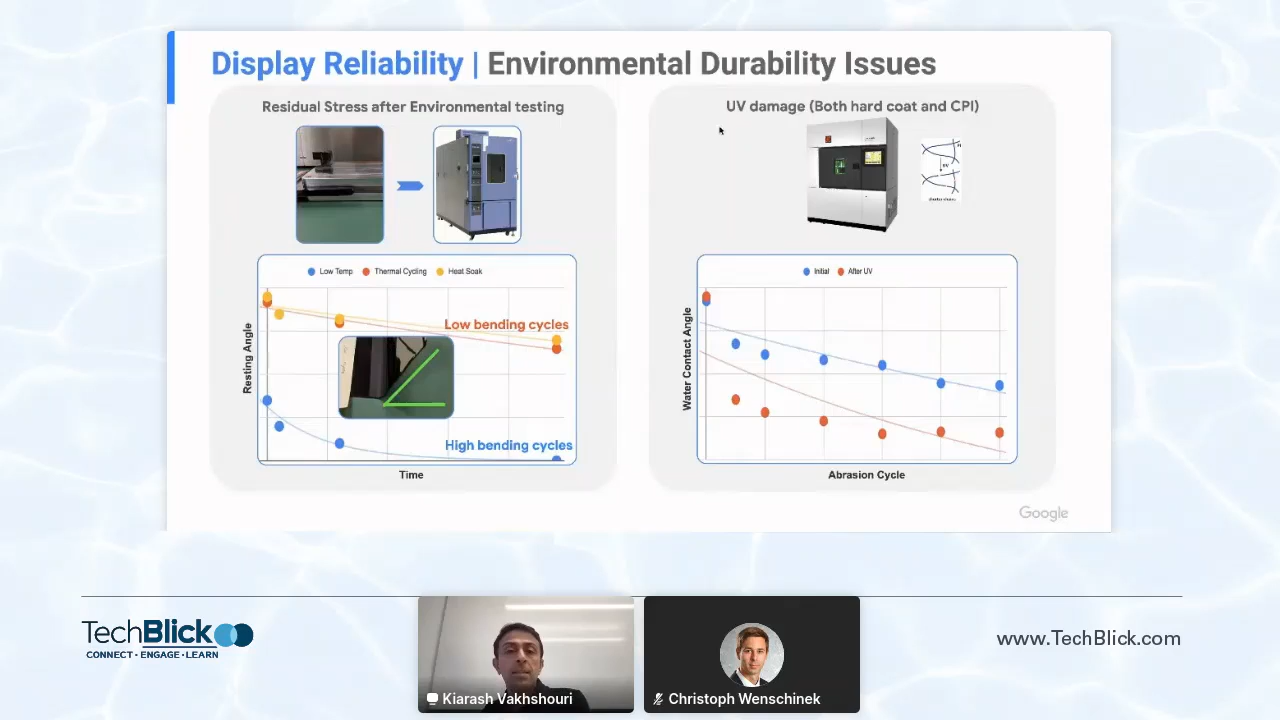 Display Reliability | Environmental Durability Issues
Residual Stress after Environmental testing
Low Temp
Thermal Cycling
Heat Soak
Resting Angle
Low bending cycles
High bending cycles
Time
UV damage (Both hard coat and CPI)
Initial
After UV
Water Contact Angle
Abrasion Cycle
Google
TechBlick
CONNECT • ENGAGE • LEARN
Kiarash Vakhshouri
Christoph Wenschinek
www.TechBlick.com